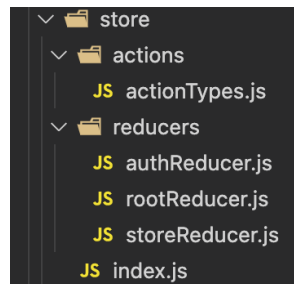 store
actions
JS actionTypes.js
reducers
JS authReducer.js
JS rootReducer.js
JS storeReducer.js
JS index.js